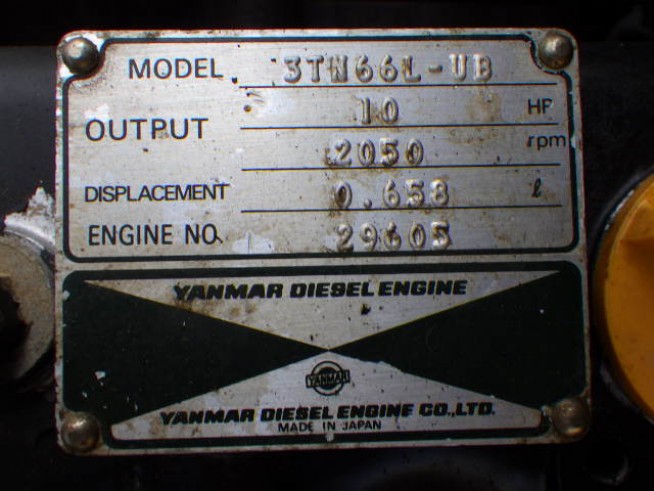 MODEL 3TN66L-UB
OUTPUT 10 HP
2050 rpm
DISPLACEMENT 0.658 ℓ
ENGINE NO. 29605
YANMAR DIESEL ENGINE
YANMAR
YANMAR DIESEL ENGINE CO.,LTD.
MADE IN JAPAN